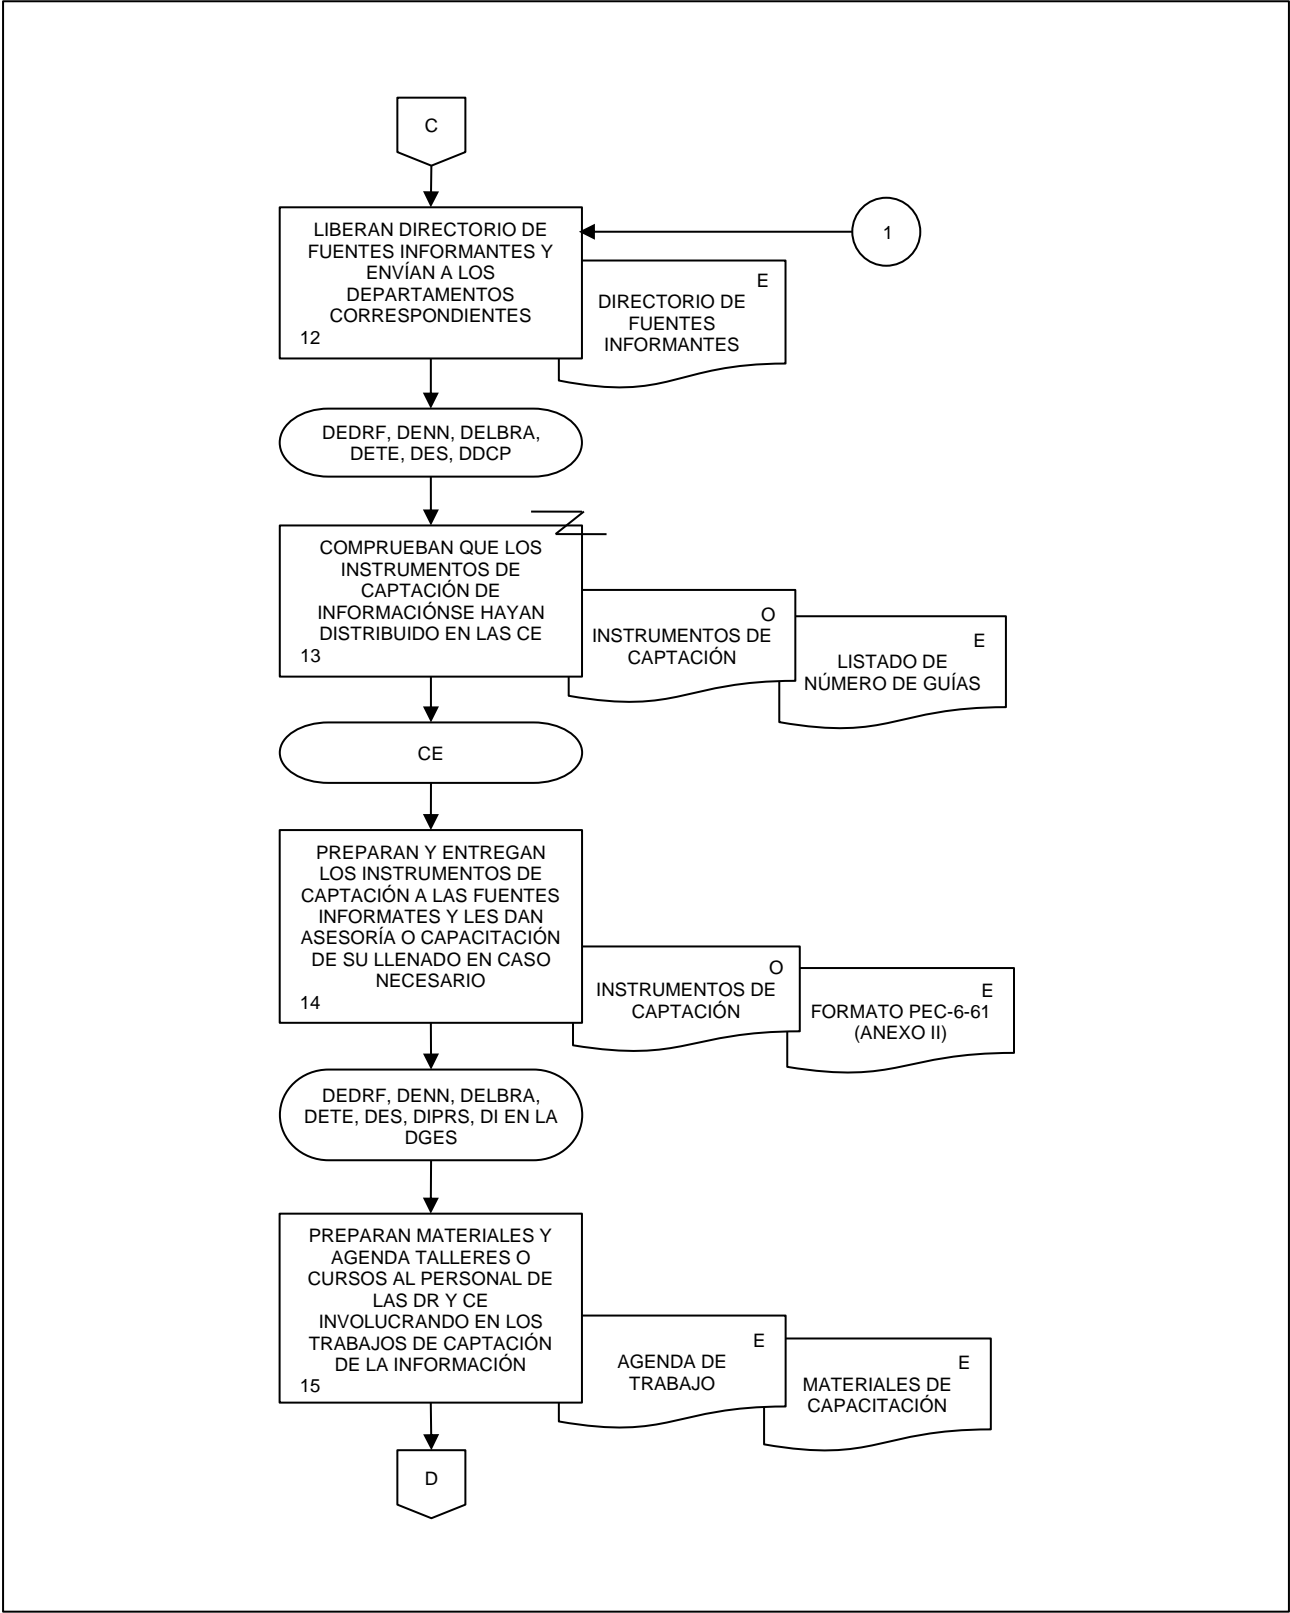 C
LIBERAN DIRECTORIO DE
FUENTES INFORMANTES Y
ENVÍAN A LOS
DEPARTAMENTOS
CORRESPONDIENTES
12
1
E
DIRECTORIO DE
FUENTES
INFORMANTES
DEDRF, DENN, DELBRA,
DETE, DES, DDCP
COMPRUEBAN QUE LOS
INSTRUMENTOS DE
CAPTACIÓN DE
INFORMACIÓNSE HAYAN
DISTRIBUIDO EN LAS CE
13
O
INSTRUMENTOS DE
CAPTACIÓN
E
LISTADO DE
NÚMERO DE GUÍAS
CE
PREPARAN Y ENTREGAN
LOS INSTRUMENTOS DE
CAPTACIÓN A LAS FUENTES
INFORMATES Y LES DAN
ASESORÍA O CAPACITACIÓN
DE SU LLENADO EN CASO
NECESARIO
14
O
INSTRUMENTOS DE
CAPTACIÓN
E
FORMATO PEC-6-61
(ANEXO II)
DEDRF, DENN, DELBRA,
DETE, DES, DIPRS, DI EN LA
DGES
PREPARAN MATERIALES Y
AGENDA TALLERES O
CURSOS AL PERSONAL DE
LAS DR Y CE
INVOLUCRANDO EN LOS
TRABAJOS DE CAPTACIÓN
DE LA INFORMACIÓN
15
E
AGENDA DE
TRABAJO
E
MATERIALES DE
CAPACITACIÓN
D